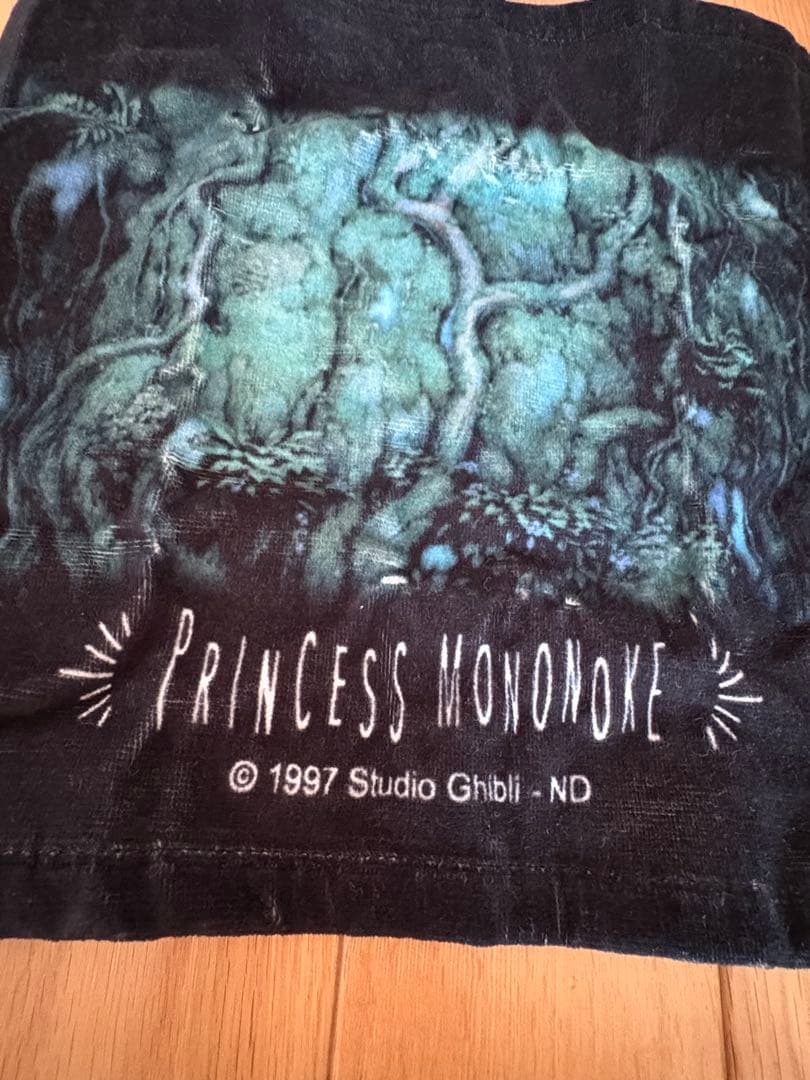 PRINCESS MONONOKE
© 1997 Studio Ghibli - ND